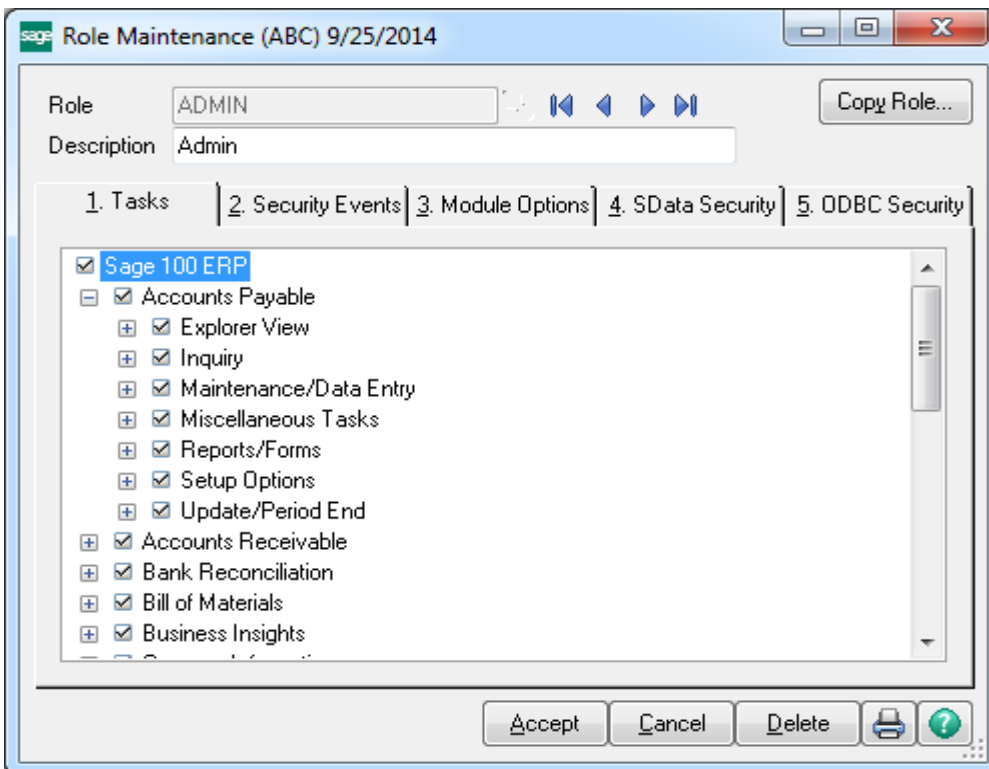 sage Role Maintenance (ABC) 9/25/2014
Role ADMIN Copy Role...
Description Admin
1. Tasks 2. Security Events 3. Module Options 4. SData Security 5. ODBC Security
Sage 100 ERP
Accounts Payable
Explorer View
Inquiry
Maintenance/Data Entry
Miscellaneous Tasks
Reports/Forms
Setup Options
Update/Period End
Accounts Receivable
Bank Reconciliation
Bill of Materials
Business Insights
Accept Cancel Delete ?